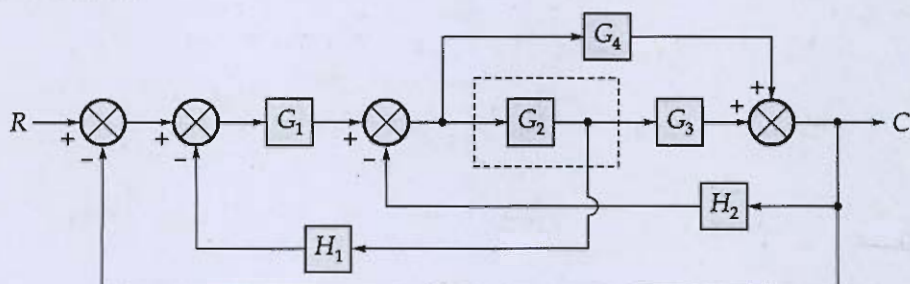 G₄
R + − + − G₁ + − G₂ G₃ + + C
H₂
H₁